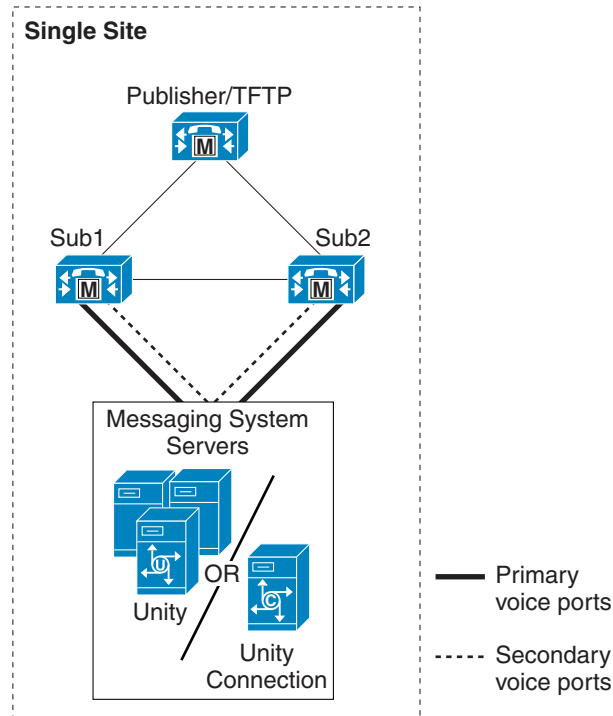 Single Site
Publisher/TFTP
M
Sub1
Sub2
M
M
Messaging System
Servers
U
OR
C
Unity
Unity
Connection
Primary
voice ports
Secondary
voice ports